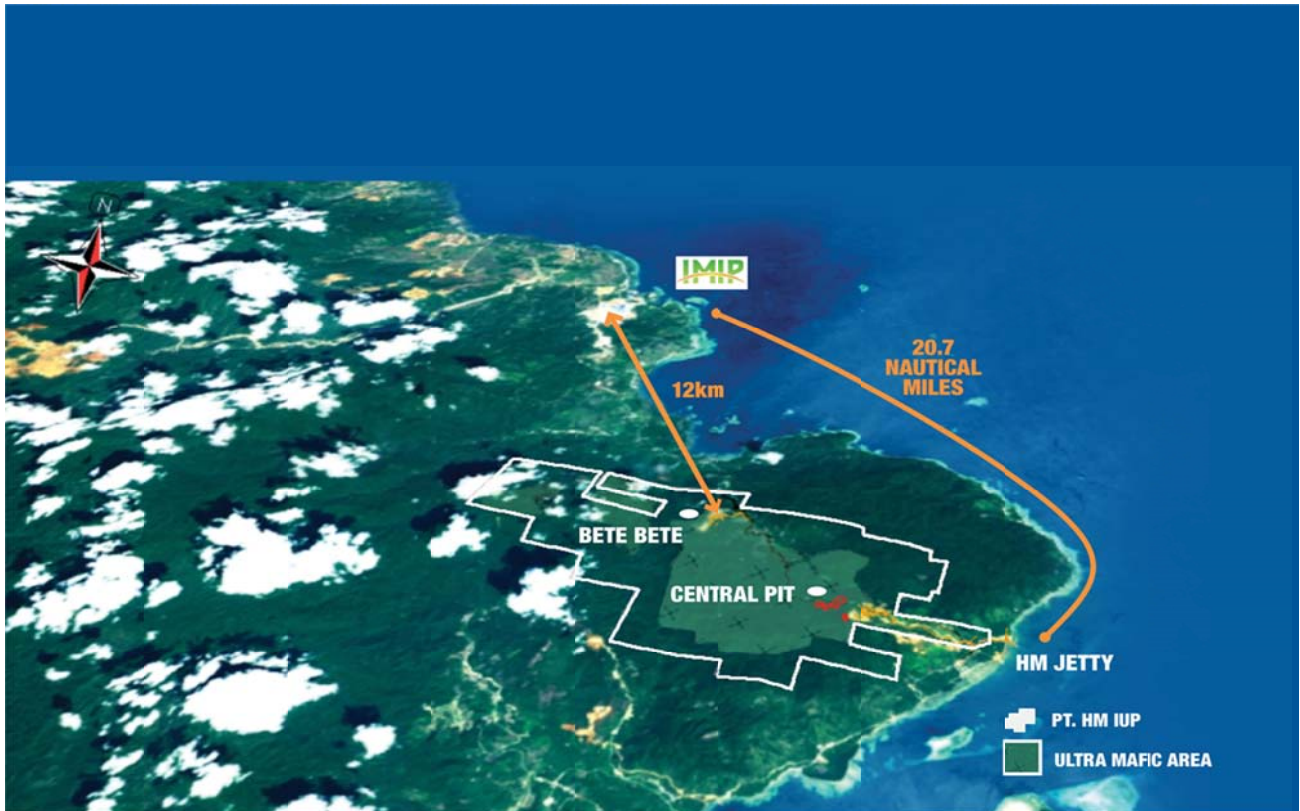 N
IMIP
20.7
NAUTICAL
MILES
12km
BETE BETE
CENTRAL PIT
HM JETTY
PT. HM IUP
ULTRA MAFIC AREA